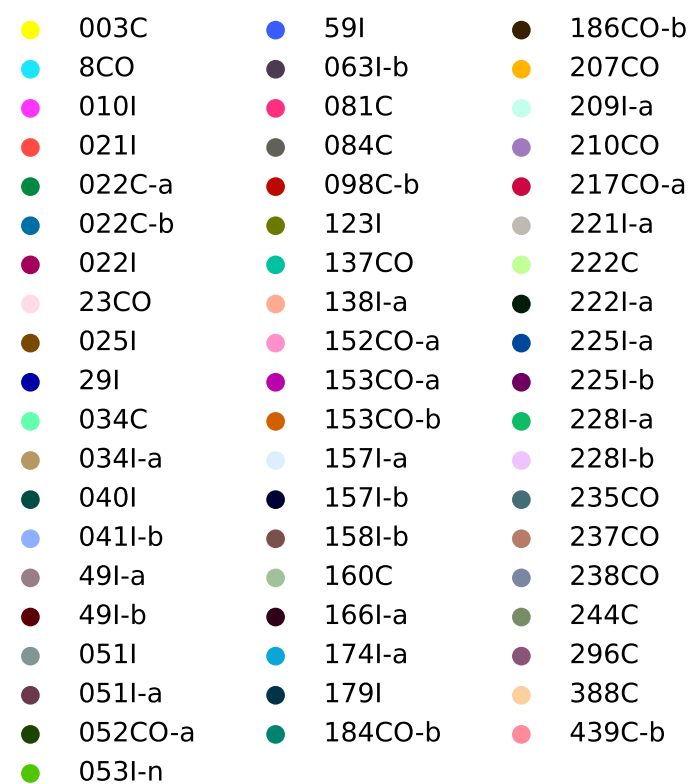 003C
8CO
010I
021I
022C-a
022C-b
022I
23CO
025I
29I
034C
034I-a
040I
041I-b
49I-a
49I-b
051I
051I-a
052CO-a
053I-n
59I
063I-b
081C
084C
098C-b
123I
137CO
138I-a
152CO-a
153CO-a
153CO-b
157I-a
157I-b
158I-b
160C
166I-a
174I-a
179I
184CO-b
186CO-b
207CO
209I-a
210CO
217CO-a
221I-a
222C
222I-a
225I-a
225I-b
228I-a
228I-b
235CO
237CO
238CO
244C
296C
388C
439C-b